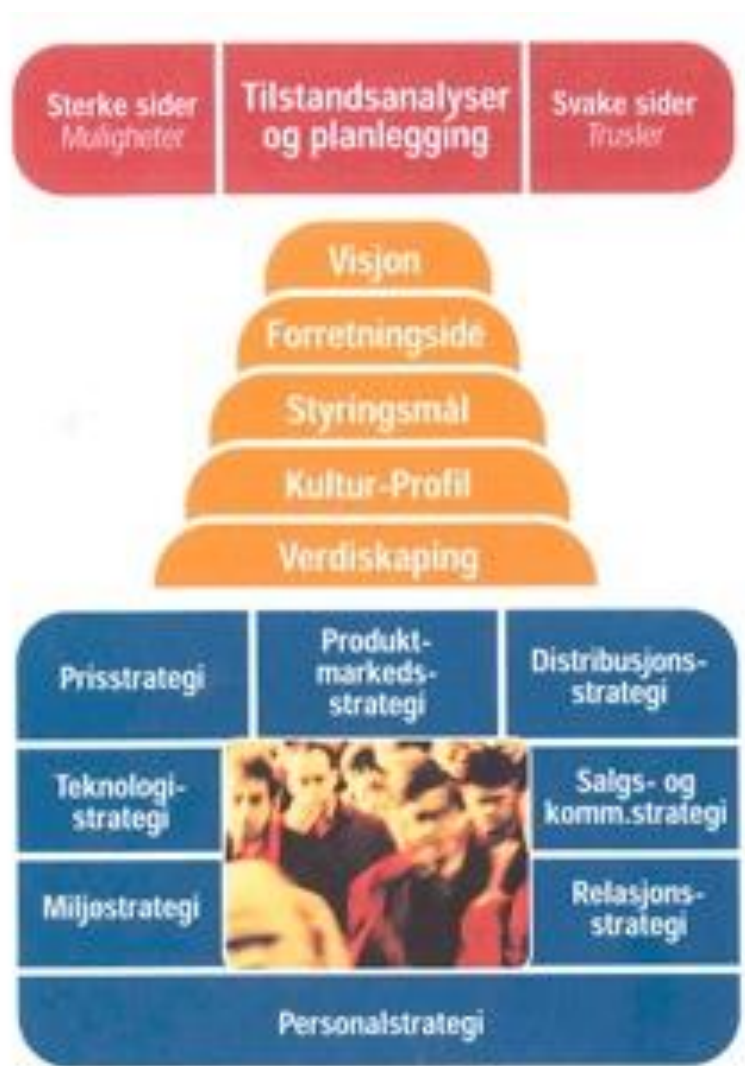 Sterke sider
Muligheter
Tilstandsanalyser
og planlegging
Svake sider
Trusler
Visjon
Forretningside
Styringsmål
Kultur-Profil
Verdiskaping
Prisstrategi
Produkt-
markeds-
strategi
Distribusjons-
strategi
Teknologi-
strategi
Salgs- og
komm.strategi
Miljøstrategi
Relasjons-
strategi
Personalstrategi